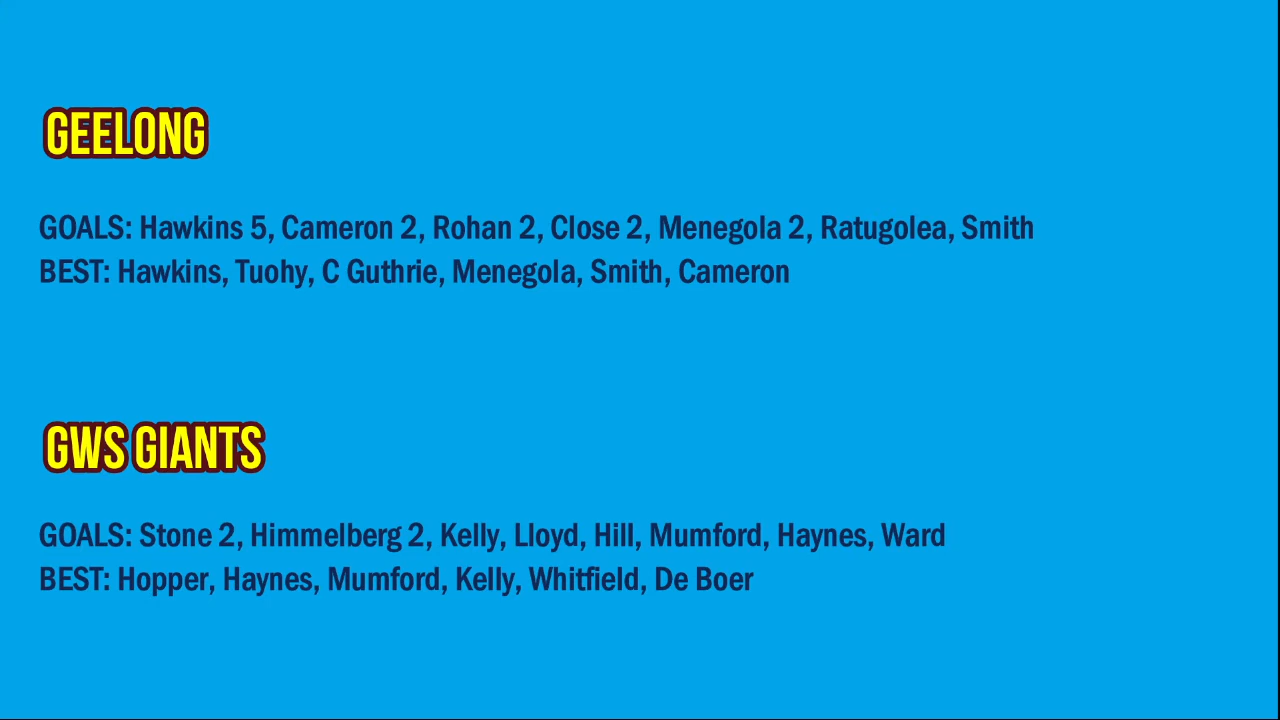 GEELONG
GOALS: Hawkins 5, Cameron 2, Rohan 2, Close 2, Menegola 2, Ratugolea, Smith
BEST: Hawkins, Tuohy, C Guthrie, Menegola, Smith, Cameron
GWS GIANTS
GOALS: Stone 2, Himmelberg 2, Kelly, Lloyd, Hill, Mumford, Haynes, Ward
BEST: Hopper, Haynes, Mumford, Kelly, Whitfield, De Boer